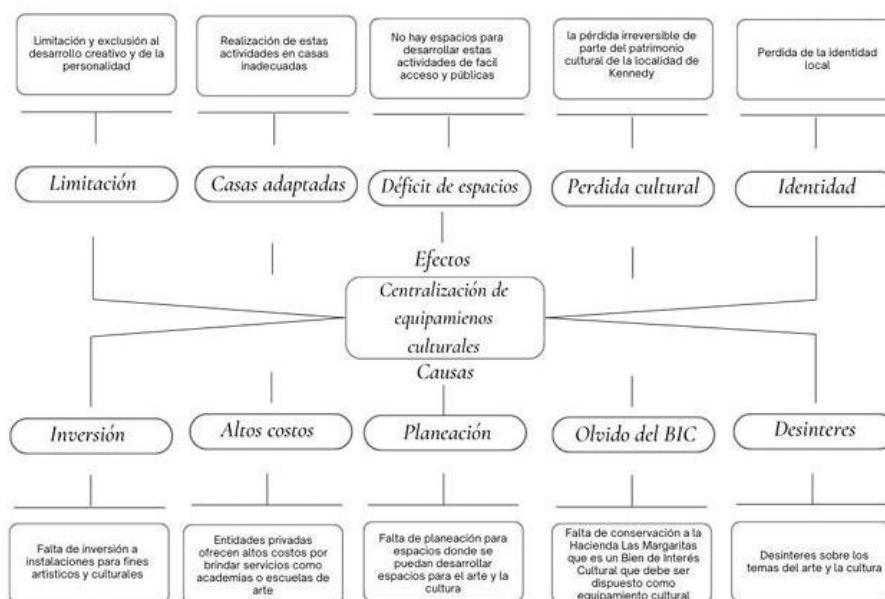 Limitación y exclusión al
desarrollo creativo y de la
personalidad
Realización de estas
actividades en casas
inadecuadas
No hay espacios para
desarrollar estas
actividades de facil
acceso y públicas
la pérdida irreversible de
parte del patrimonio
cultural de la localidad de
Kennedy
Perdida de la identidad
local
Limitación
Casas adaptadas
Déficit de espacios
Perdida cultural
Identidad
Efectos
Centralización de
equipamienos
culturales
Causas
Inversión
Altos costos
Planeación
Olvido del BIC
Desinteres
Falta de inversión a
instalaciones para fines
artisticos y culturales
Entidades privadas
ofrecen altos costos por
brindar servicios como
academias o escuelas de
arte
Falta de planeación para
espacios donde se
puedan desarrollar
espacios para el arte y la
cultura
Falta de conservación a la
Hacienda Las Margaritas
que es un Bien de Interés
Cultural que debe ser
dispuesto como
equipamiento cultural
Desinteres sobre los
temas del arte y la cultura